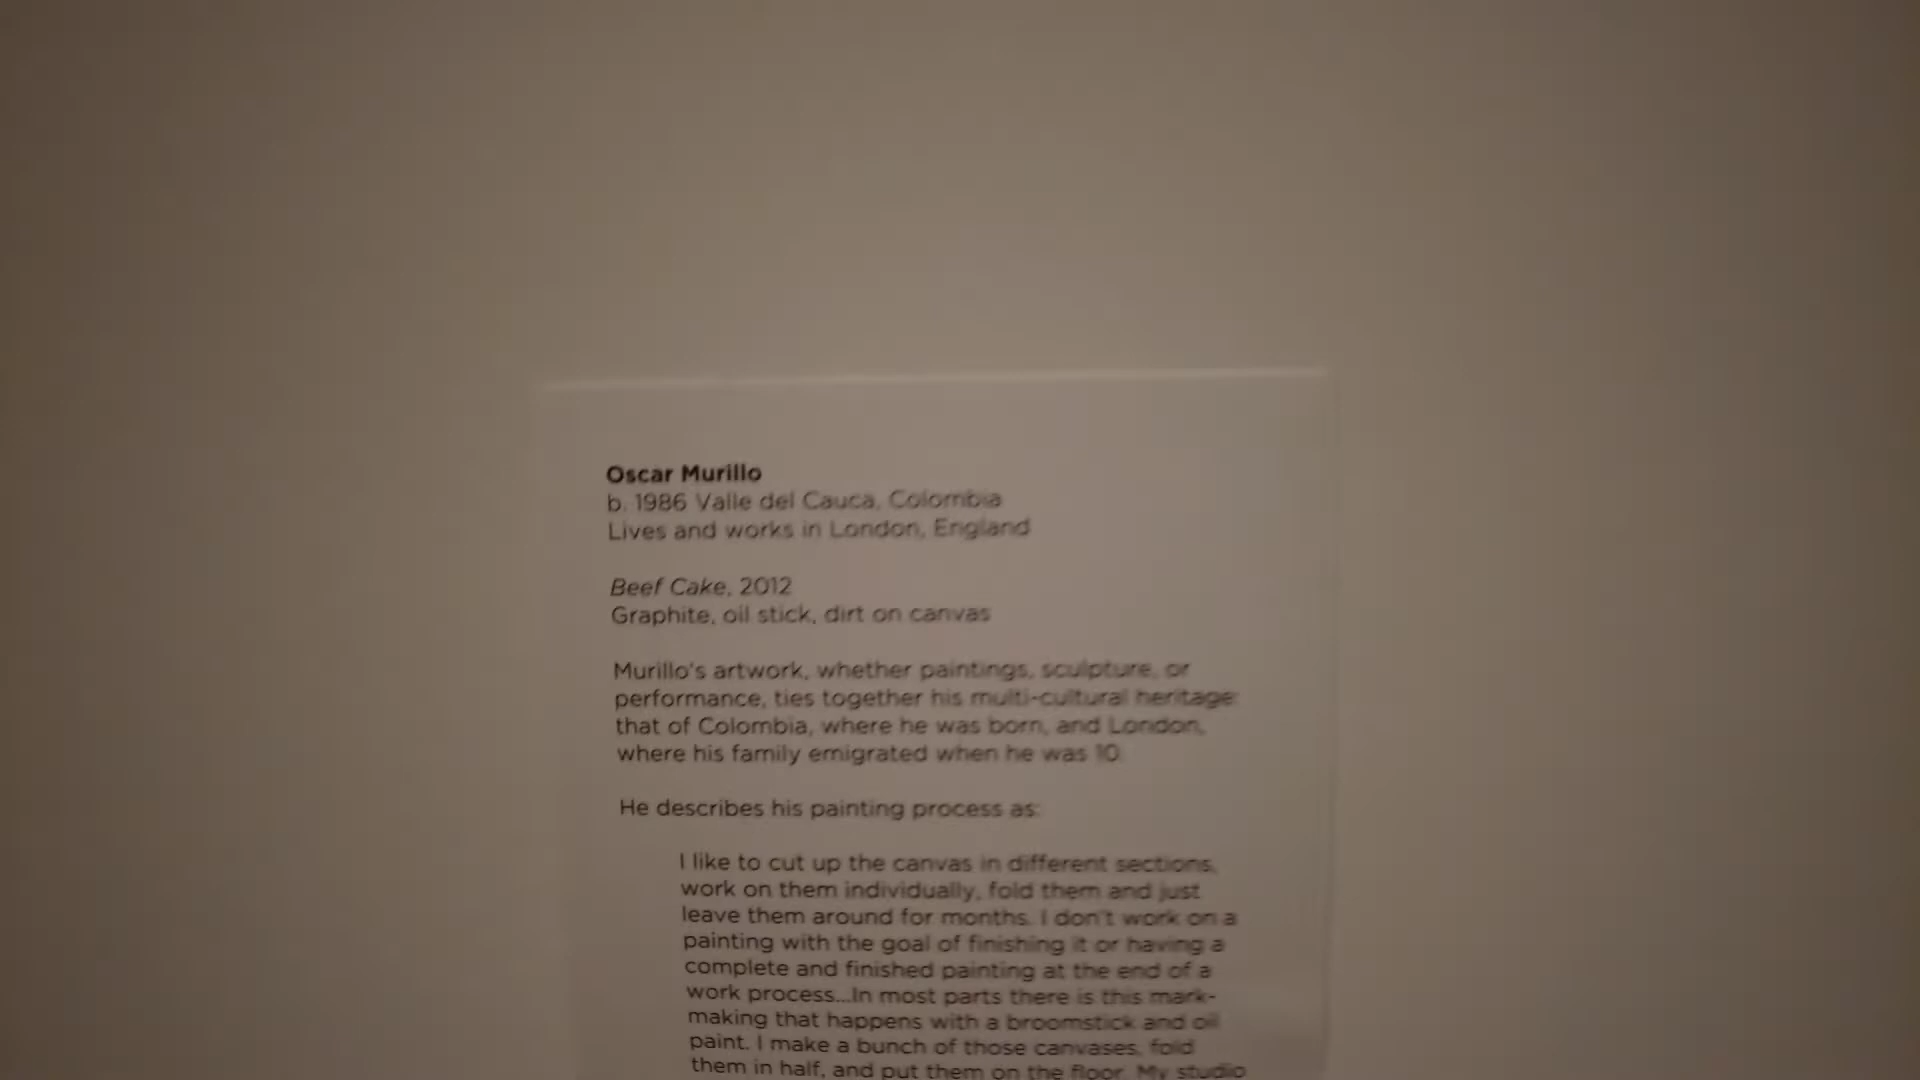 Oscar Murillo
b. 1986 Valle del Cauca, Colombia
Lives and works in London, England
Beef Cake, 2012
Graphite, oil stick, dirt on canvas
Murillo's artwork, whether paintings, sculpture, or
performance, ties together his multi-cultural heritage:
that of Colombia, where he was born, and London,
where his family emigrated when he was 10.
He describes his painting process as:
I like to cut up the canvas in different sections,
work on them individually, fold them and just
leave them around for months. I don't work on a
painting with the goal of finishing it or having a
complete and finished painting at the end of a
work process...In most parts there is this mark-
making that happens with a broomstick and oil
paint. I make a bunch of those canvases, fold
them in half, and put them on the floor. My studio